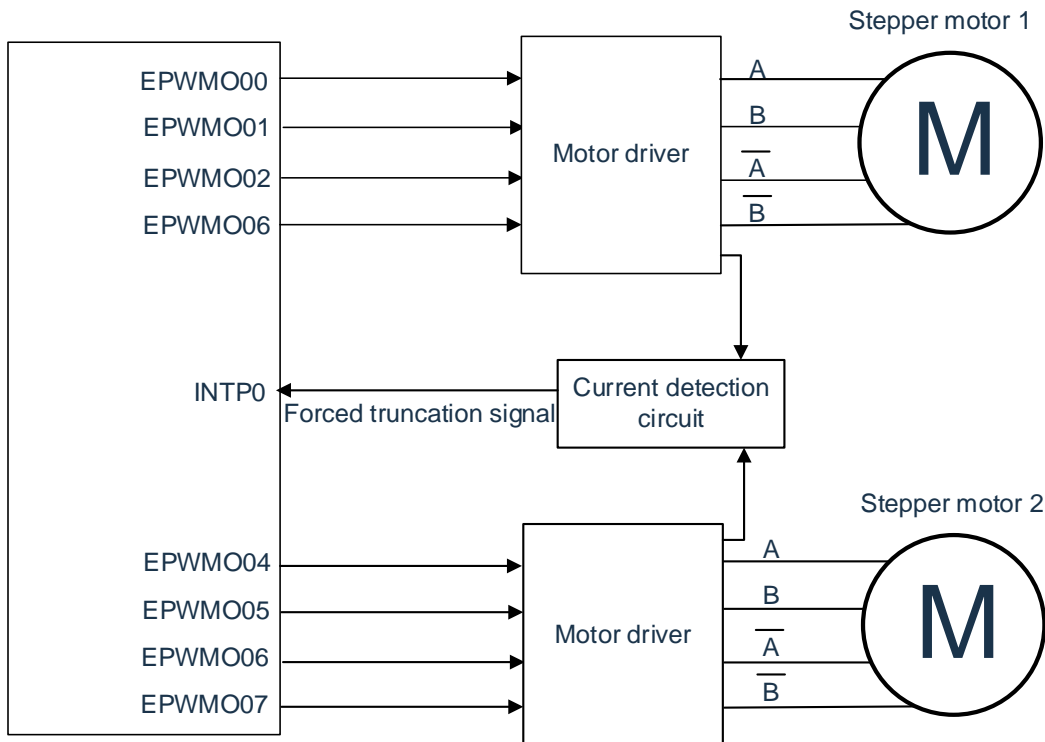 Stepper motor 1
EPWMO00
EPWMO01
EPWMO02
EPWMO06
Motor driver
A
B
A̅
B̅
M
INTP0
Forced truncation signal
Current detection
circuit
Stepper motor 2
EPWMO04
EPWMO05
EPWMO06
EPWMO07
Motor driver
A
B
A̅
B̅
M